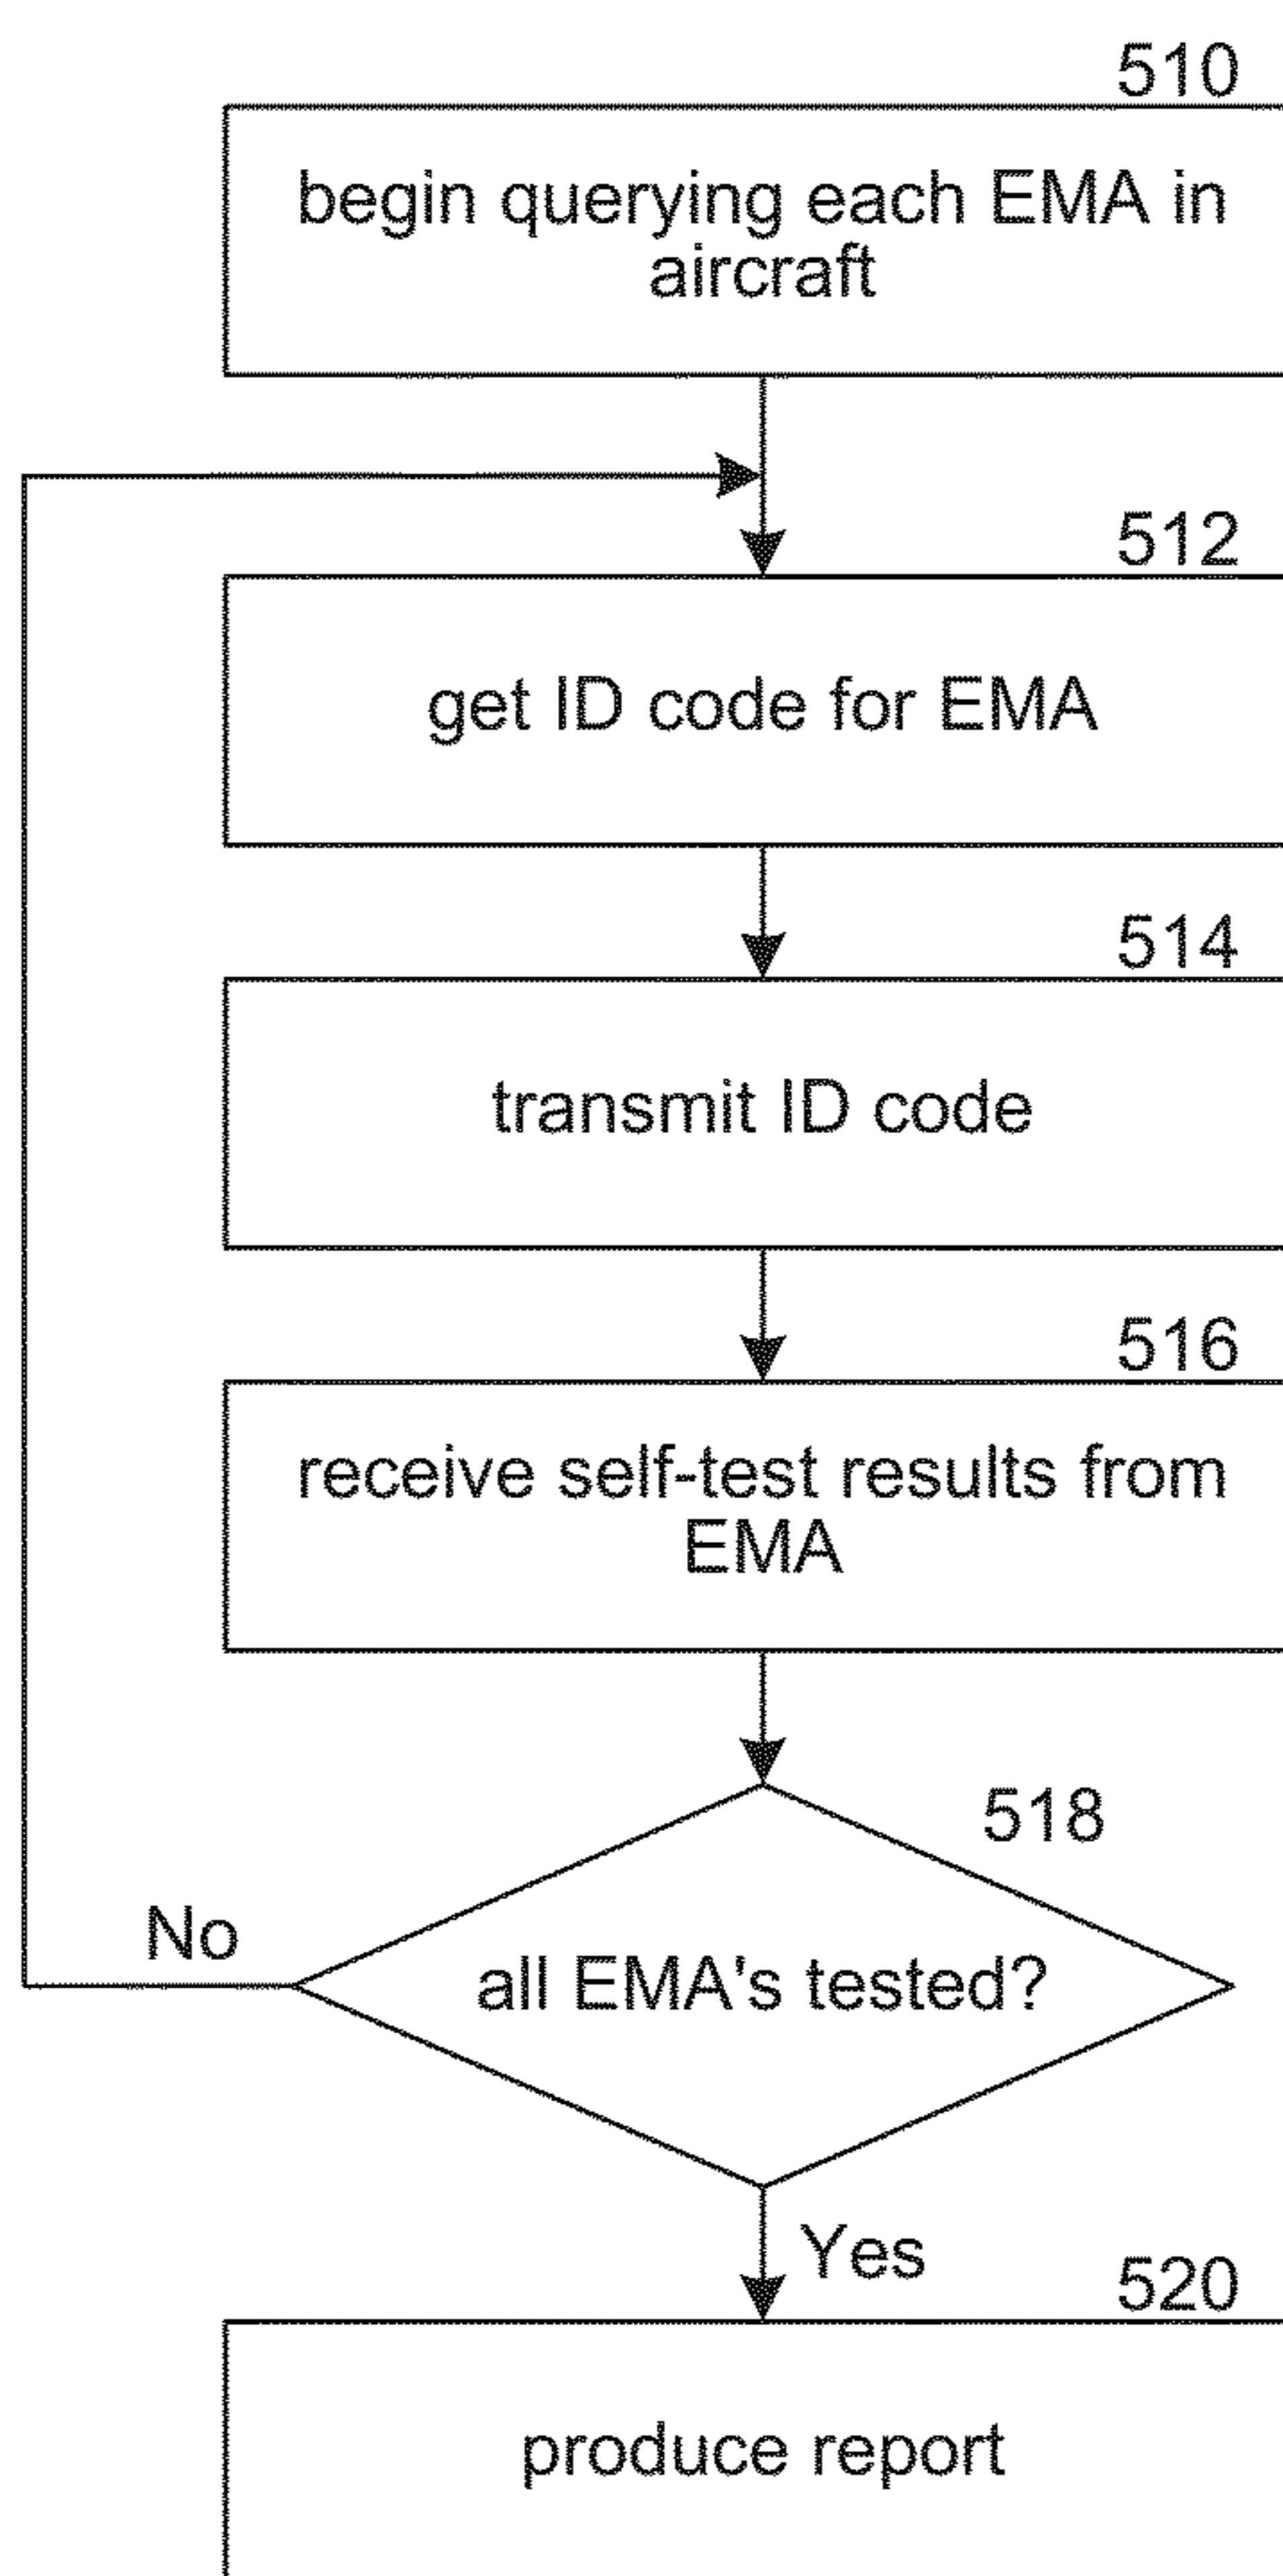 510
begin querying each EMA in
aircraft
512
get ID code for EMA
514
transmit ID code
516
receive self-test results from
EMA
518
No
all EMA's tested?
Yes
520
produce report